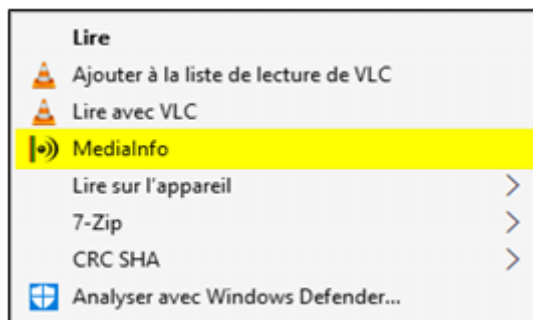 Lire
Ajouter à la liste de lecture de VLC
Lire avec VLC
MediaInfo
Lire sur l'appareil
7-Zip
CRC SHA
Analyser avec Windows Defender...